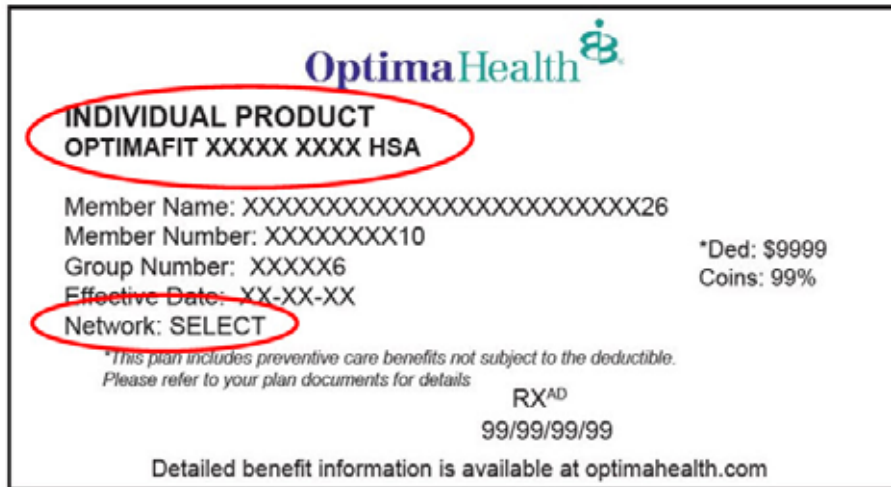 OptimaHealth
INDIVIDUAL PRODUCT
OPTIMAFIT XXXXX XXXX HSA
Member Name: XXXXXXXXXXXXXXXXXXXXXXXX26
Member Number: XXXXXXXX10
Group Number: XXXXX6
Effective Date: XX-XX-XX
Network: SELECT
*Ded: $9999
Coins: 99%
*This plan includes preventive care benefits not subject to the deductible.
Please refer to your plan documents for details
RXAD
99/99/99/99
Detailed benefit information is available at optimahealth.com